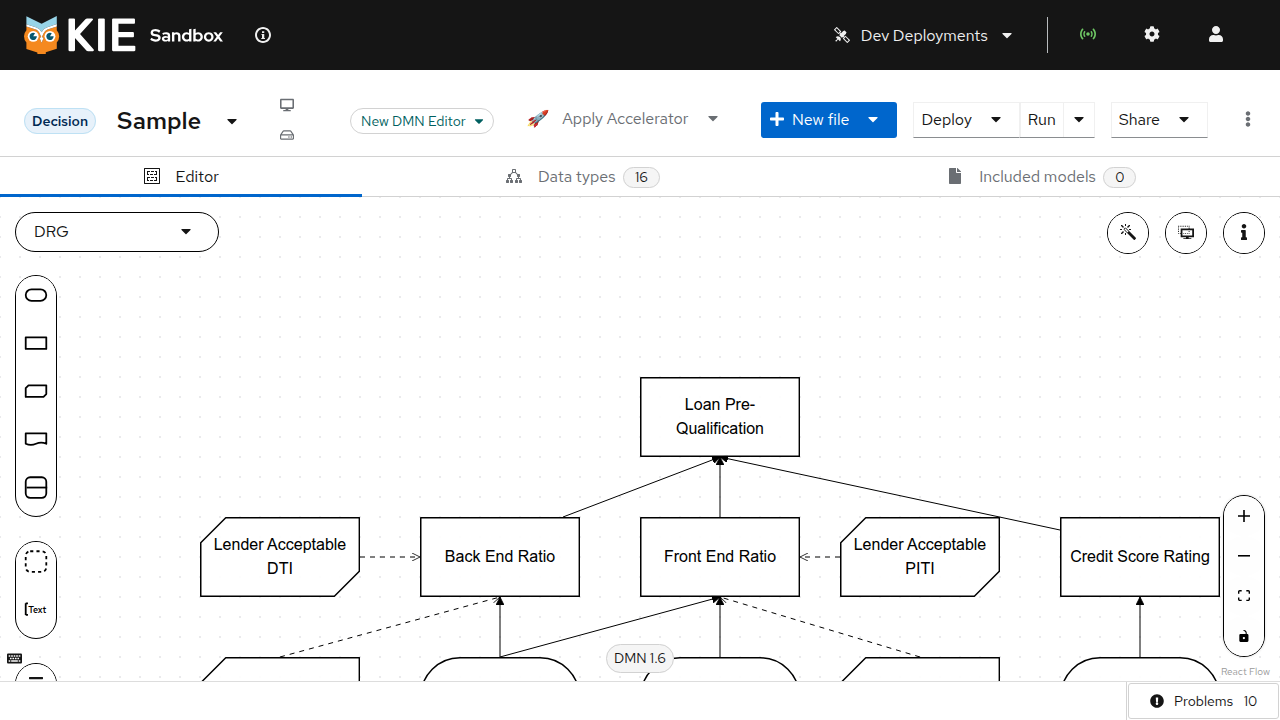 KIE Sandbox
Dev Deployments
Decision
Sample
New DMN Editor
Apply Accelerator
New file
Deploy
Run
Share
Editor
Data types 16
Included models 0
DRG
Loan Pre-
Qualification
Lender Acceptable
DTI
Back End Ratio
Front End Ratio
Lender Acceptable
PITI
Credit Score Rating
Text
DMN 1.6
React Flow
Problems 10